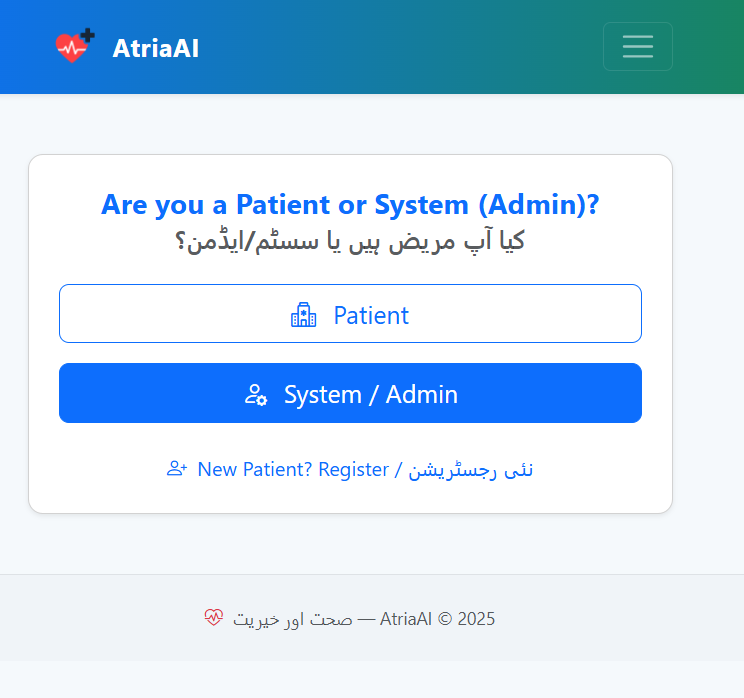 AtriaAI
Are you a Patient or System (Admin)?
کیا آپ مریض ہیں یا سسٹم/ایڈمن؟
Patient
System / Admin
New Patient? Register / نئی رجسٹریشن
صحت اور خیریت — AtriaAI © 2025